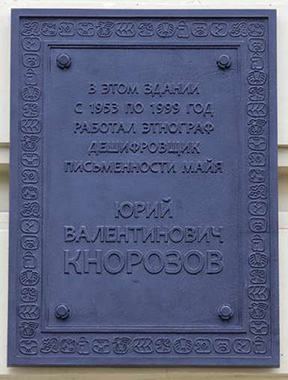 В ЭТОМ ЗДАНИИ
С 1953 ПО 1999 ГОД
РАБОТАЛ ЭТНОГРАФ
ДЕШИФРОВЩИК
ПИСЬМЕННОСТИ МАЙЯ
ЮРИЙ
ВАЛЕНТИНОВИЧ
КНОРОЗОВ